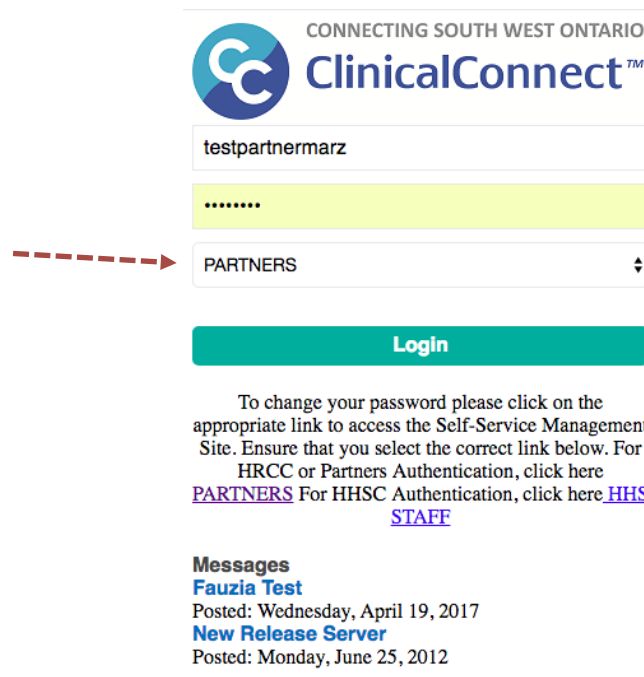 CONNECTING SOUTH WEST ONTARIO
ClinicalConnect™
testpartnermarz
••••••••
PARTNERS
Login
To change your password please click on the
appropriate link to access the Self-Service Management
Site. Ensure that you select the correct link below. For
HRCC or Partners Authentication, click here
PARTNERS For HHSC Authentication, click here HHS
STAFF
Messages
Fauzia Test
Posted: Wednesday, April 19, 2017
New Release Server
Posted: Monday, June 25, 2012